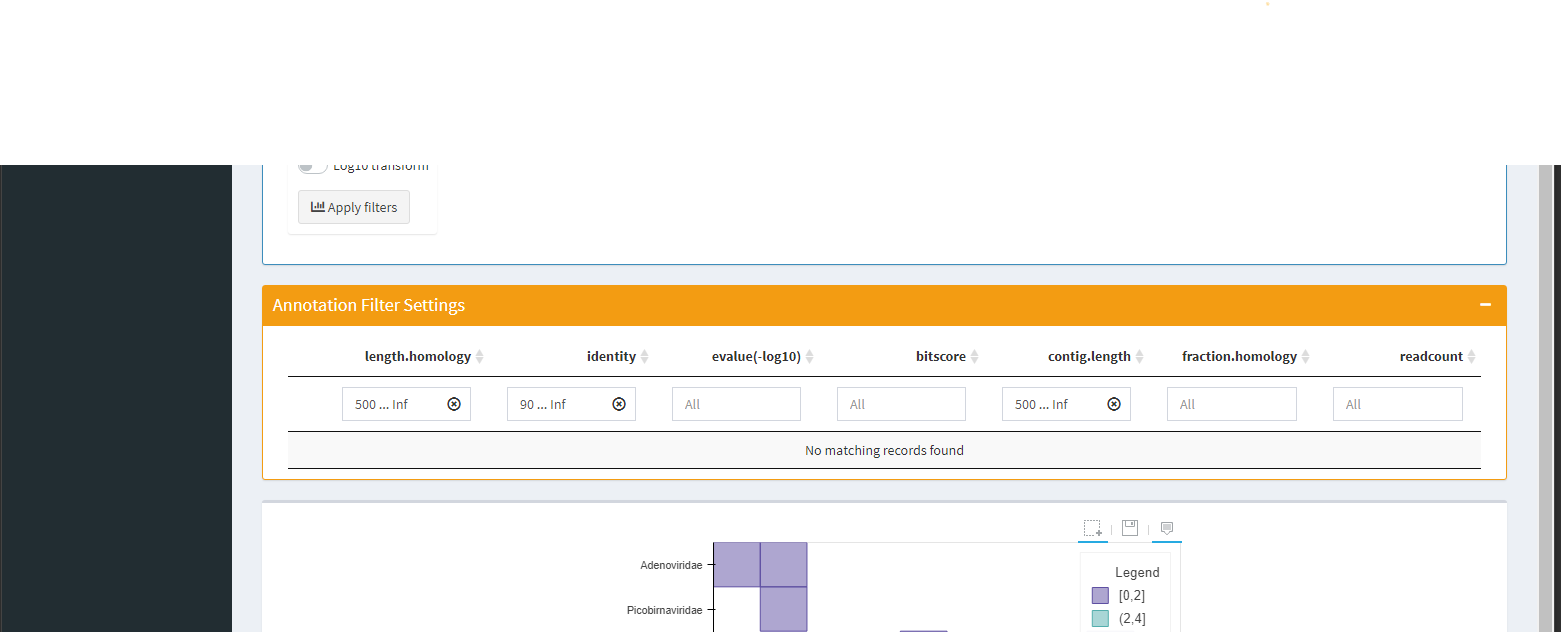 Log10 transform
Apply filters
Annotation Filter Settings
length.homology identity evalue(-log10) bitscore contig.length fraction.homology readcount
500 ... Inf 90 ... Inf All All 500 ... Inf All All
No matching records found
Adenoviridae
Picobirnaviridae
Legend
[0,2]
(2,4]